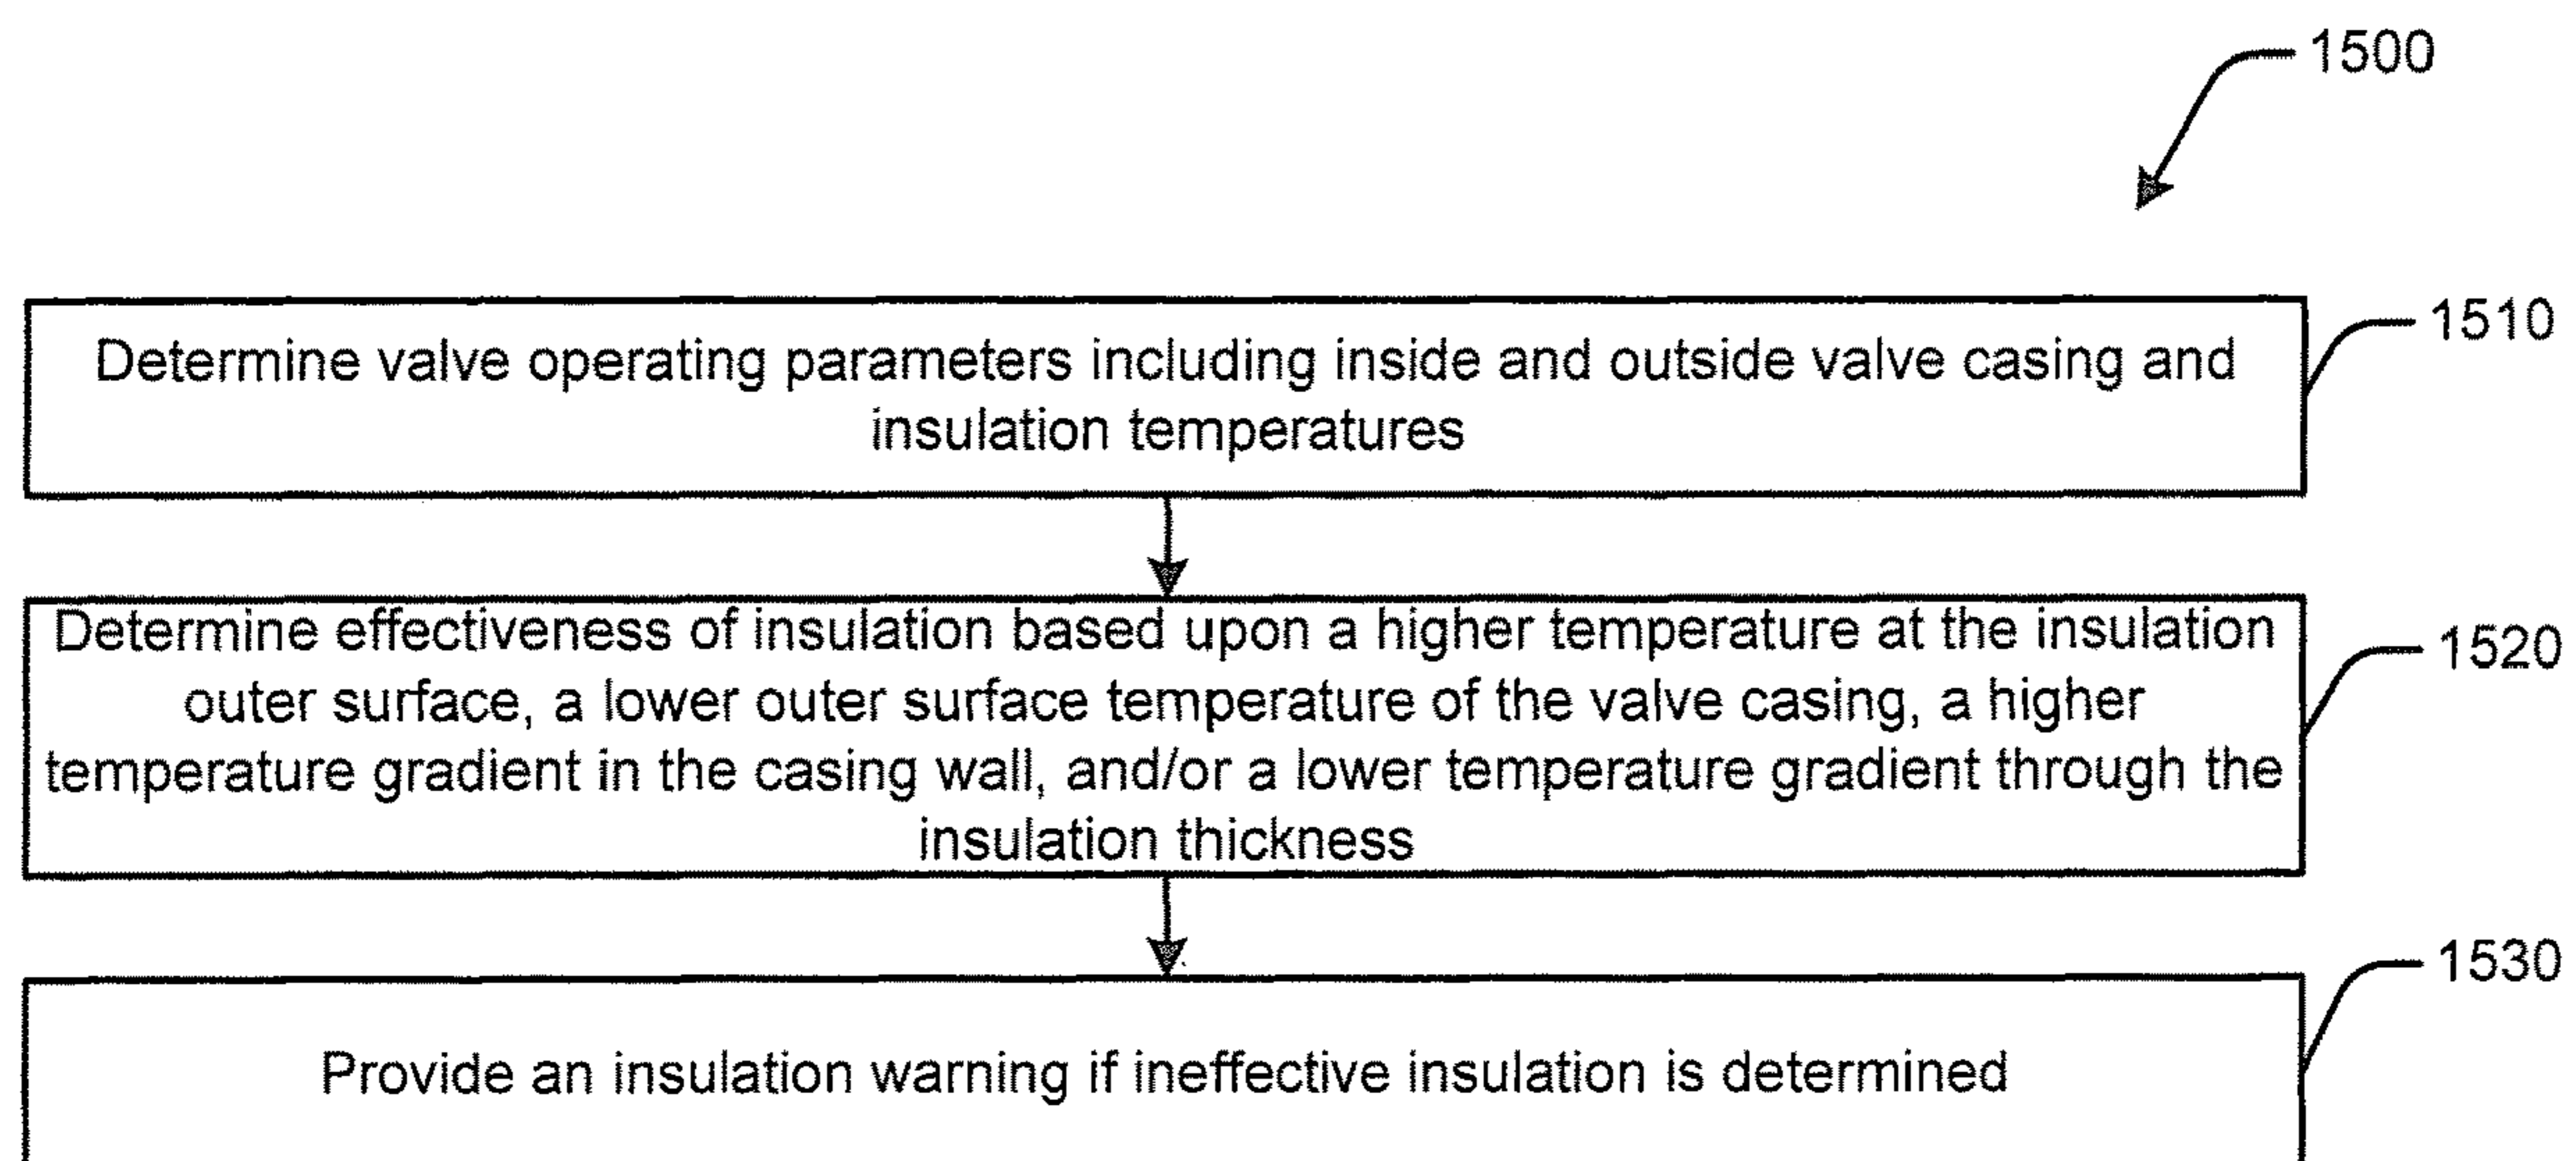 1500
1510
Determine valve operating parameters including inside and outside valve casing and
insulation temperatures
1520
Determine effectiveness of insulation based upon a higher temperature at the insulation
outer surface, a lower outer surface temperature of the valve casing, a higher
temperature gradient in the casing wall, and/or a lower temperature gradient through the
insulation thickness
1530
Provide an insulation warning if ineffective insulation is determined